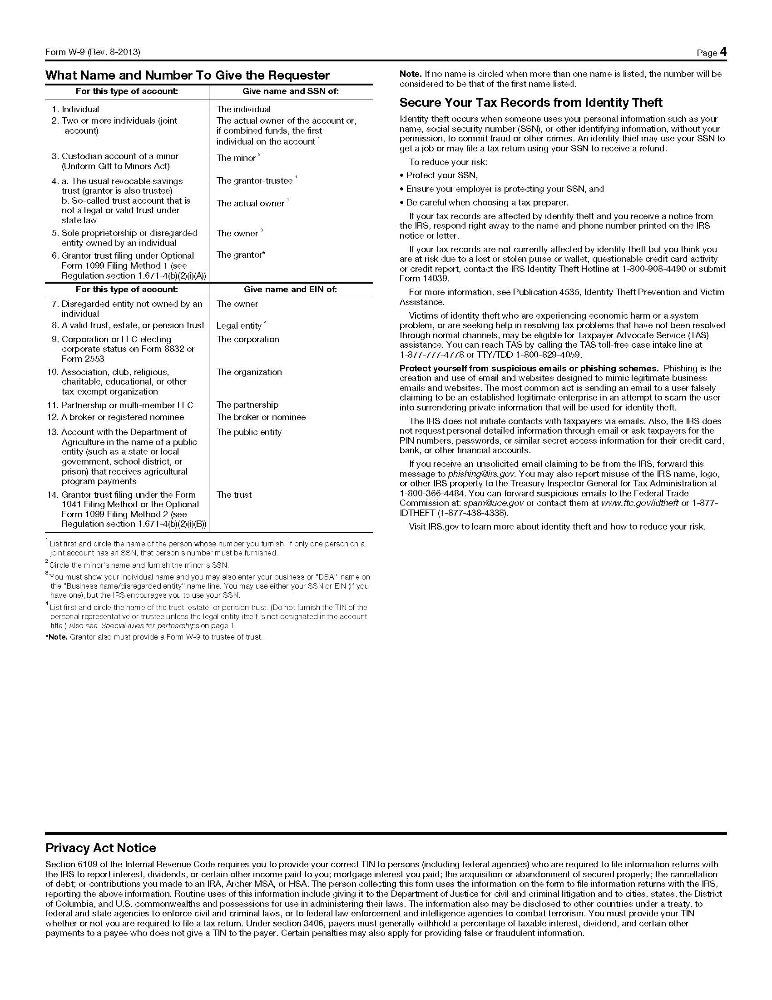 Form W-9 (Rev. 8-2013)
Page 4
What Name and Number To Give the Requester
For this type of account: Give name and SSN of:
1. Individual The individual
2. Two or more individuals (joint The actual owner of the account or,
account) if combined funds, the first
individual on the account 1
3. Custodian account of a minor The minor 2
(Uniform Gift to Minors Act)
4. a. The usual revocable savings The grantor-trustee 1
trust (grantor is also trustee)
b. So-called trust account that is The actual owner 1
not a legal or valid trust under
state law
5. Sole proprietorship or disregarded The owner 3
entity owned by an individual
6. Grantor trust filing under Optional The grantor*
Form 1099 Filing Method 1 (see
Regulation section 1.671-4(b)(2)(i)(A))
For this type of account: Give name and EIN of:
7. Disregarded entity not owned by an The owner
individual
8. A valid trust, estate, or pension trust Legal entity 4
9. Corporation or LLC electing The corporation
corporate status on Form 8832 or
Form 2553
10. Association, club, religious, The organization
charitable, educational, or other
tax-exempt organization
11. Partnership or multi-member LLC The partnership
12. A broker or registered nominee The broker or nominee
13. Account with the Department of The public entity
Agriculture in the name of a public
entity (such as a state or local
government, school district, or
prison) that receives agricultural
program payments
14. Grantor trust filing under the Form The trust
1041 Filing Method or the Optional
Form 1099 Filing Method 2 (see
Regulation section 1.671-4(b)(2)(i)(B))
1 List first and circle the name of the person whose number you furnish. If only one person on a
joint account has an SSN, that person's number must be furnished.
2 Circle the minor's name and furnish the minor's SSN.
3 You must show your individual name and you may also enter your business or "DBA" name on
the "Business name/disregarded entity" name line. You may use either your SSN or EIN (if you
have one), but the IRS encourages you to use your SSN.
4 List first and circle the name of the trust, estate, or pension trust. (Do not furnish the TIN of the
personal representative or trustee unless the legal entity itself is not designated in the account
title.) Also see Special rules for partnerships on page 1.
*Note. Grantor also must provide a Form W-9 to trustee of trust.
Note. If no name is circled when more than one name is listed, the number will be
considered to be that of the first name listed.
Secure Your Tax Records from Identity Theft
Identity theft occurs when someone uses your personal information such as your
name, social security number (SSN), or other identifying information, without your
permission, to commit fraud or other crimes. An identity thief may use your SSN to
get a job or may file a tax return using your SSN to receive a refund.
To reduce your risk:
• Protect your SSN,
• Ensure your employer is protecting your SSN, and
• Be careful when choosing a tax preparer.
If your tax records are affected by identity theft and you receive a notice from
the IRS, respond right away to the name and phone number printed on the IRS
notice or letter.
If your tax records are not currently affected by identity theft but you think you
are at risk due to a lost or stolen purse or wallet, questionable credit card activity
or credit report, contact the IRS Identity Theft Hotline at 1-800-908-4490 or submit
Form 14039.
For more information, see Publication 4535, Identity Theft Prevention and Victim
Assistance.
Victims of identity theft who are experiencing economic harm or a system
problem, or are seeking help in resolving tax problems that have not been resolved
through normal channels, may be eligible for Taxpayer Advocate Service (TAS)
assistance. You can reach TAS by calling the TAS toll-free case intake line at
1-877-777-4778 or TTY/TDD 1-800-829-4059.
Protect yourself from suspicious emails or phishing schemes. Phishing is the
creation and use of email and websites designed to mimic legitimate business
emails and websites. The most common act is sending an email to a user falsely
claiming to be an established legitimate enterprise in an attempt to scam the user
into surrendering private information that will be used for identity theft.
The IRS does not initiate contacts with taxpayers via emails. Also, the IRS does
not request personal detailed information through email or ask taxpayers for the
PIN numbers, passwords, or similar secret access information for their credit card,
bank, or other financial accounts.
If you receive an unsolicited email claiming to be from the IRS, forward this
message to phishing@irs.gov. You may also report misuse of the IRS name, logo,
or other IRS property to the Treasury Inspector General for Tax Administration at
1-800-366-4484. You can forward suspicious emails to the Federal Trade
Commission at: spam@uce.gov or contact them at www.ftc.gov/idtheft or 1-877-
IDTHEFT (1-877-438-4338).
Visit IRS.gov to learn more about identity theft and how to reduce your risk.
Privacy Act Notice
Section 6109 of the Internal Revenue Code requires you to provide your correct TIN to persons (including federal agencies) who are required to file information returns with
the IRS to report interest, dividends, or certain other income paid to you; mortgage interest you paid; the acquisition or abandonment of secured property; the cancellation
of debt; or contributions you made to an IRA, Archer MSA, or HSA. The person collecting this form uses the information on the form to file information returns with the IRS,
reporting the above information. Routine uses of this information include giving it to the Department of Justice for civil and criminal litigation and to cities, states, the District
of Columbia, and U.S. commonwealths and possessions for use in administering their laws. The information also may be disclosed to other countries under a treaty, to
federal and state agencies to enforce civil and criminal laws, or to federal law enforcement and intelligence agencies to combat terrorism. You must provide your TIN
whether or not you are required to file a tax return. Under section 3406, payers must generally withhold a percentage of taxable interest, dividend, and certain other
payments to a payee who does not give a TIN to the payer. Certain penalties may also apply for providing false or fraudulent information.